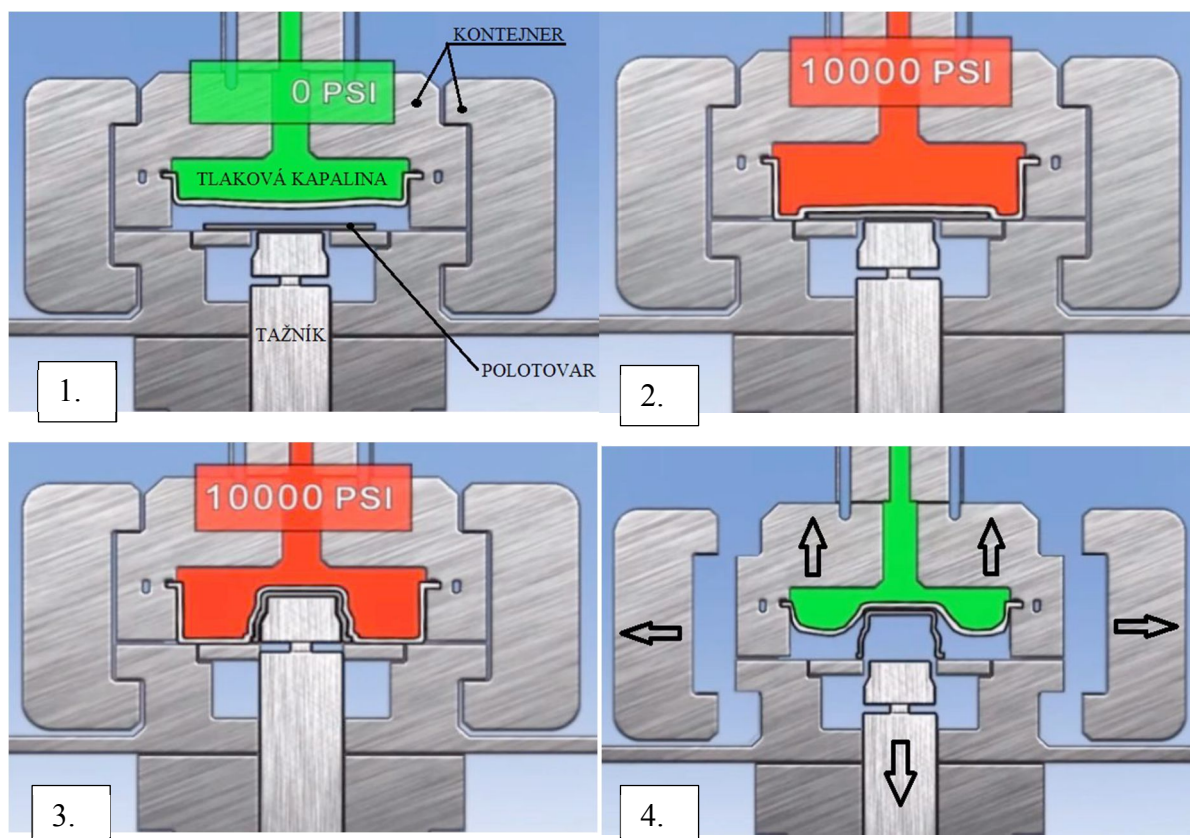 KONTEJNER
0 PSI
TLAKOVÁ KAPALINA
TAŽNÍK
POLOTOVAR
1.
10000 PSI
2.
10000 PSI
3.
4.